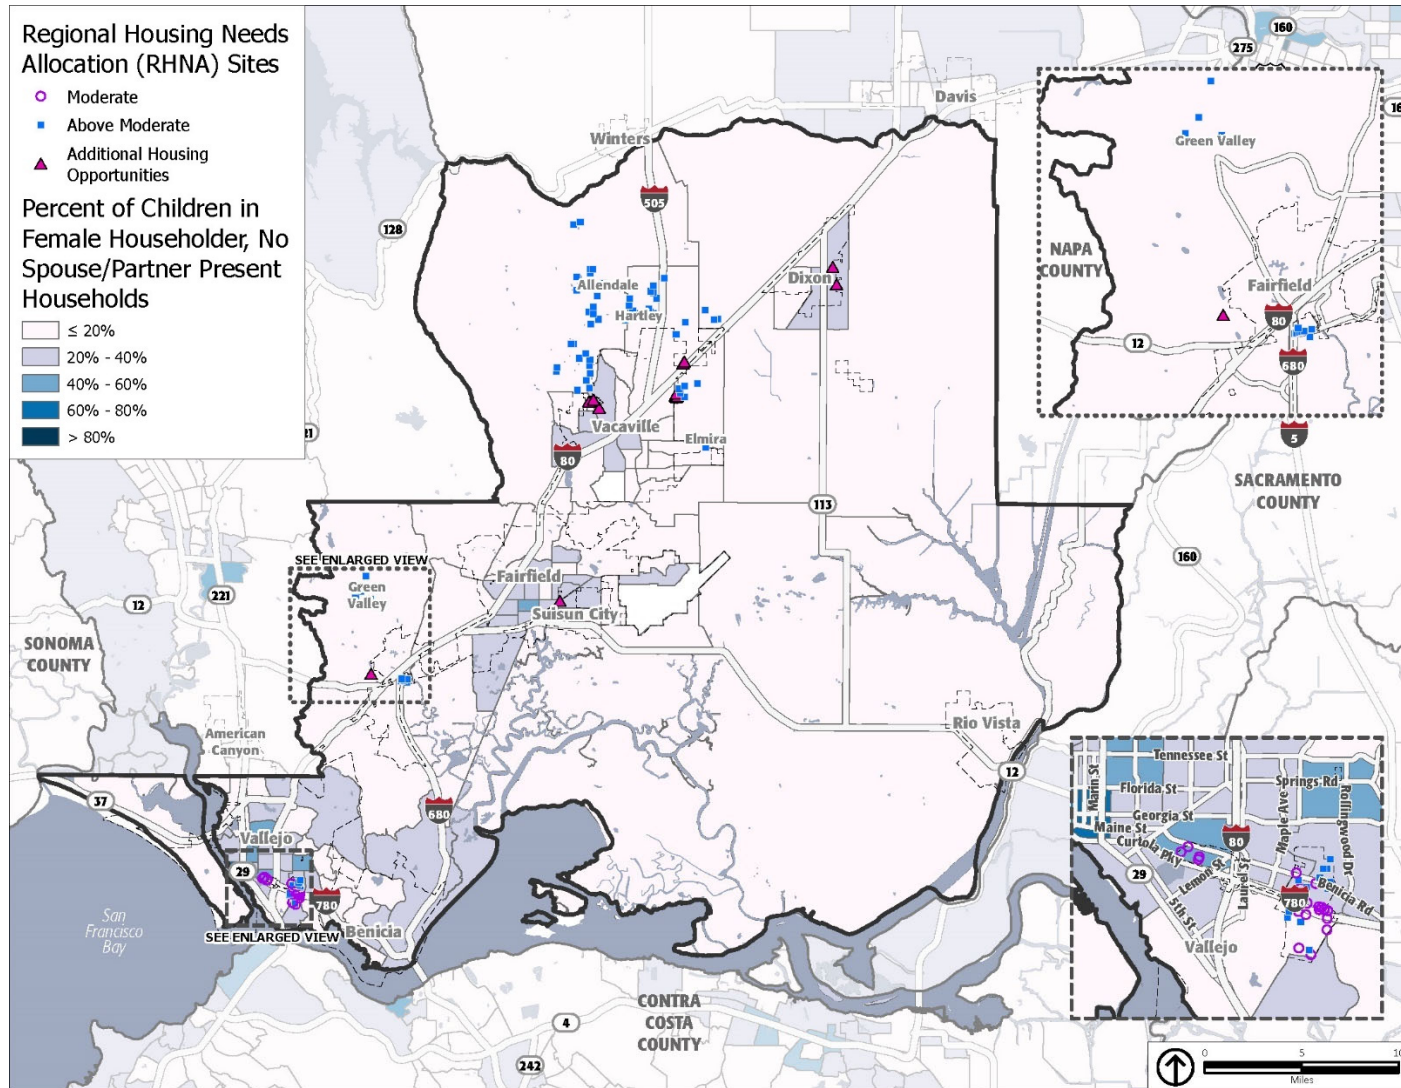 Regional Housing Needs
Allocation (RHNA) Sites
Moderate
Above Moderate
Additional Housing
Opportunities
Percent of Children in
Female Householder, No
Spouse/Partner Present
Households
≤ 20%
20% - 40%
40% - 60%
60% - 80%
> 80%
160
275
Davis
Winters
505
128
Allendale
Hartley
Dixon
Vacaville
Elmira
80
113
SACRAMENTO
COUNTY
5
160
SEE ENLARGED VIEW
Green
Valley
Fairfield
Suisun City
221
12
SONOMA
COUNTY
American
Canyon
Rio Vista
12
37
680
Vallejo
29
780
SEE ENLARGED VIEW
Benicia
San
Francisco
Bay
CONTRA
COSTA
COUNTY
4
242
Green Valley
NAPA
COUNTY
Fairfield
80
12
680
Tennessee St
Marin St
Florida St
Springs Rd
Rollingwood Dr
Georgia St
Maple Ave
Maine St
80
Curtola Pky
Lemon St
Laurel St
29
5th St
780
Benicia Rd
Vallejo
0 5 10
Miles